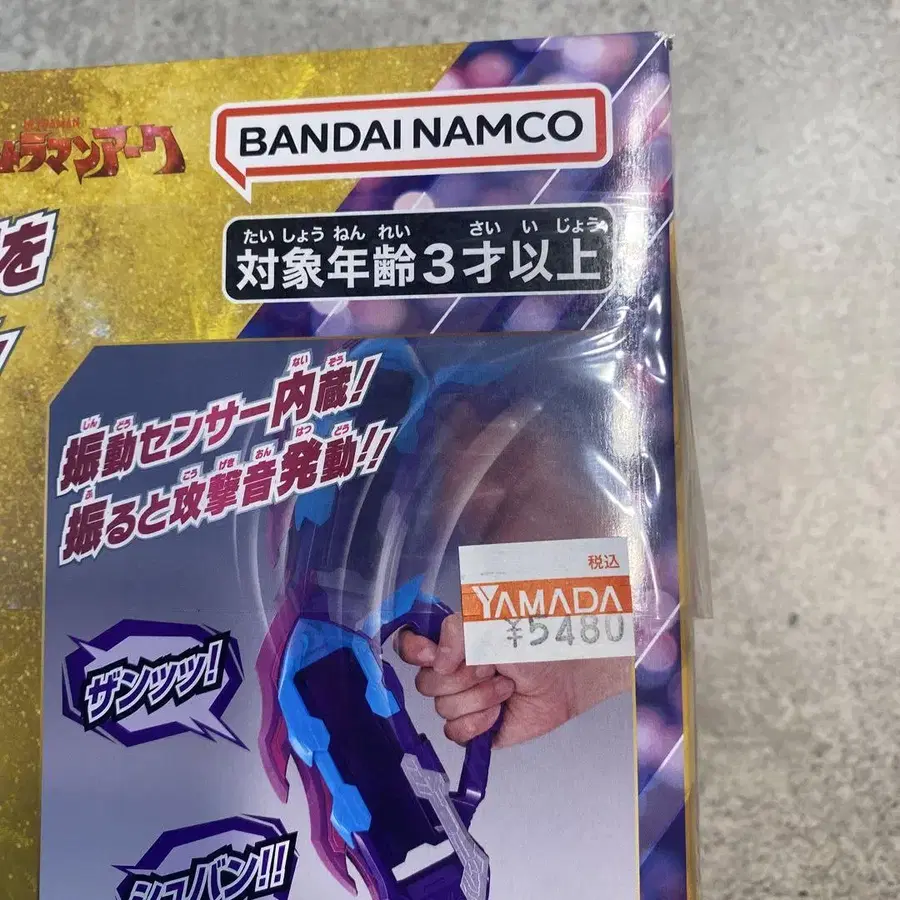 ULTRAMAN
ラマンアーク
BANDAI NAMCO
たいしょうねんれい さいいじょう
対象年齢3才以上
を
ないぞう
しんどう
振動センサー内蔵!
はつどう
こうげきおん
ふ
振ると攻撃音発動!!
税込
YAMADA
¥5480
ザンッッ!
シュバン!!